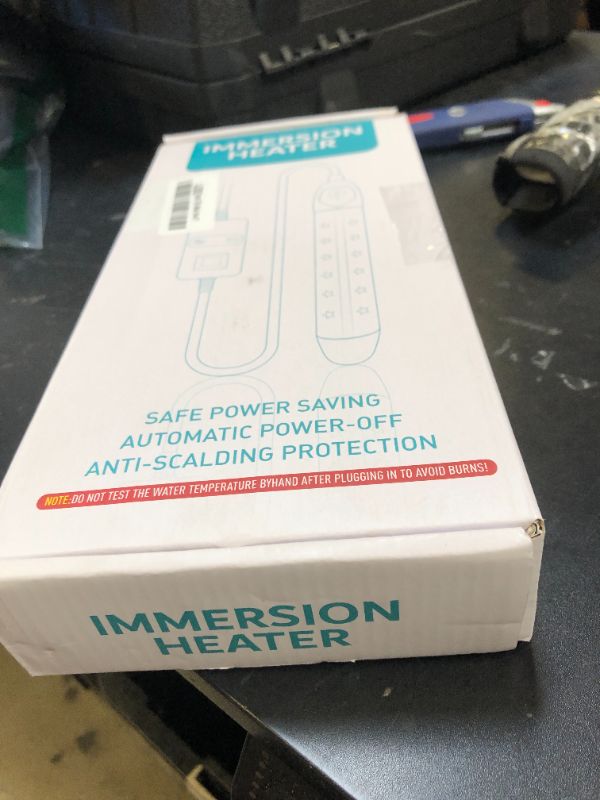 IMMERSION
HEATER
SAFE POWER SAVING
AUTOMATIC POWER-OFF
ANTI-SCALDING PROTECTION
NOTE:DO NOT TEST THE WATER TEMPERATURE BYHAND AFTER PLUGGING IN TO AVOID BURNS!
IMMERSION
HEATER